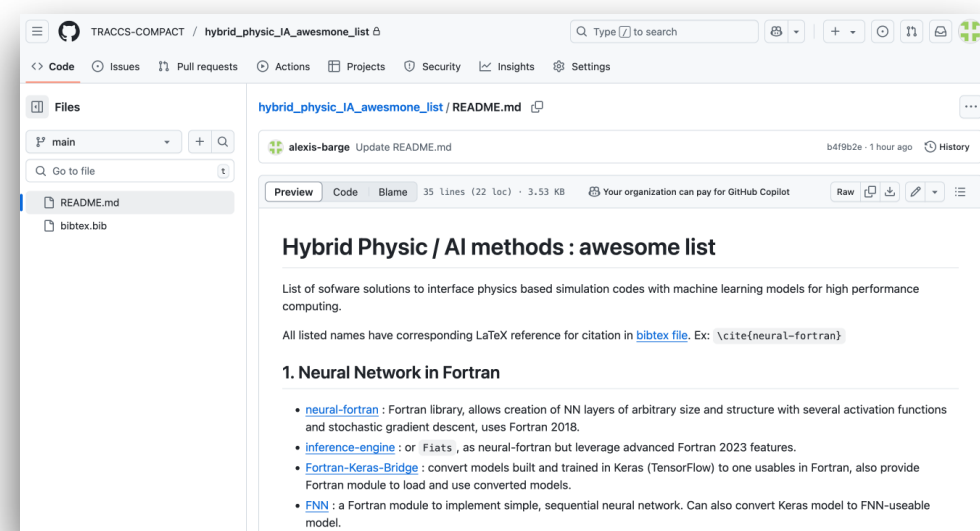 TRACCS-COMPACT / hybrid_physic_IA_awesmone_list
Type / to search
Code Issues Pull requests Actions Projects Security Insights Settings
Files
hybrid_physic_IA_awesmone_list / README.md
main
alexis-barge Update README.md
b4f9b2e · 1 hour ago History
Go to file t
Preview Code Blame 35 lines (22 loc) · 3.53 KB Your organization can pay for GitHub Copilot Raw
README.md
bibtex.bib
Hybrid Physic / AI methods : awesome list
List of sofware solutions to interface physics based simulation codes with machine learning models for high performance
computing.
All listed names have corresponding LaTeX reference for citation in bibtex file. Ex: \cite{neural-fortran}
1. Neural Network in Fortran
• neural-fortran : Fortran library, allows creation of NN layers of arbitrary size and structure with several activation functions
and stochastic gradient descent, uses Fortran 2018.
• inference-engine : or Fiats , as neural-fortran but leverage advanced Fortran 2023 features.
• Fortran-Keras-Bridge : convert models built and trained in Keras (TensorFlow) to one usables in Fortran, also provide
Fortran module to load and use converted models.
• FNN : a Fortran module to implement simple, sequential neural network. Can also convert Keras model to FNN-useable
model.